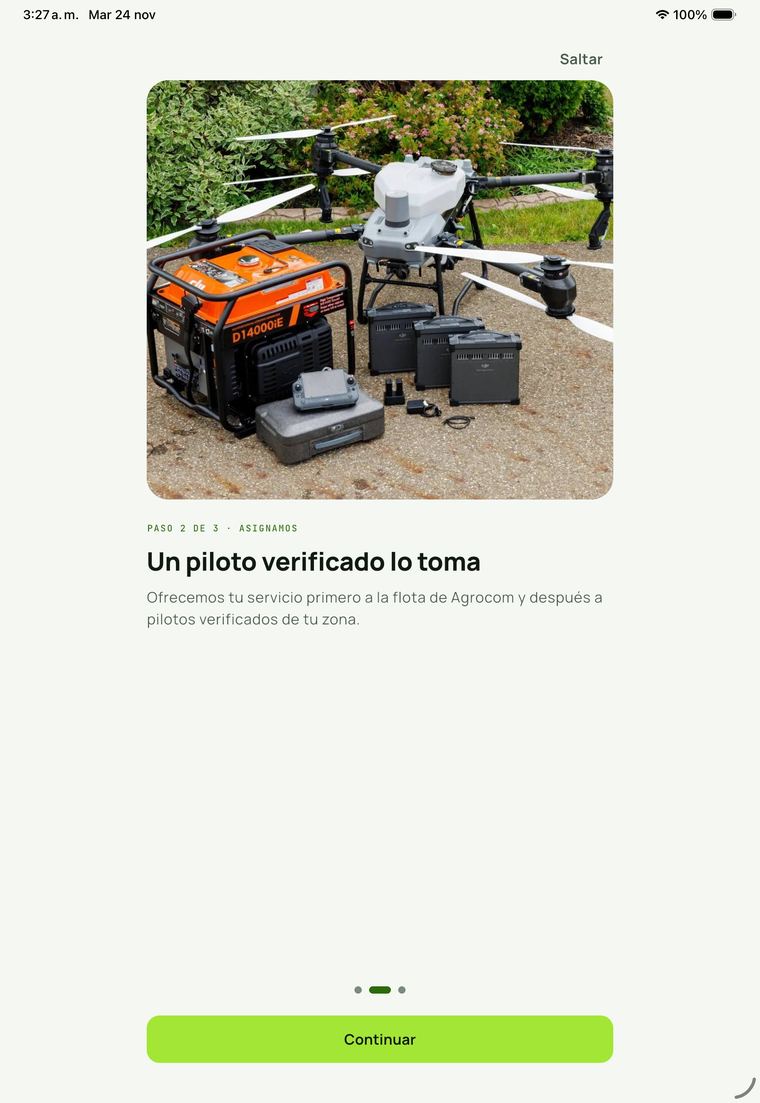 3:27 a. m. Mar 24 nov
100%
Saltar
D14000iE
PASO 2 DE 3 · ASIGNAMOS
Un piloto verificado lo toma
Ofrecemos tu servicio primero a la flota de Agrocom y después a
pilotos verificados de tu zona.
Continuar